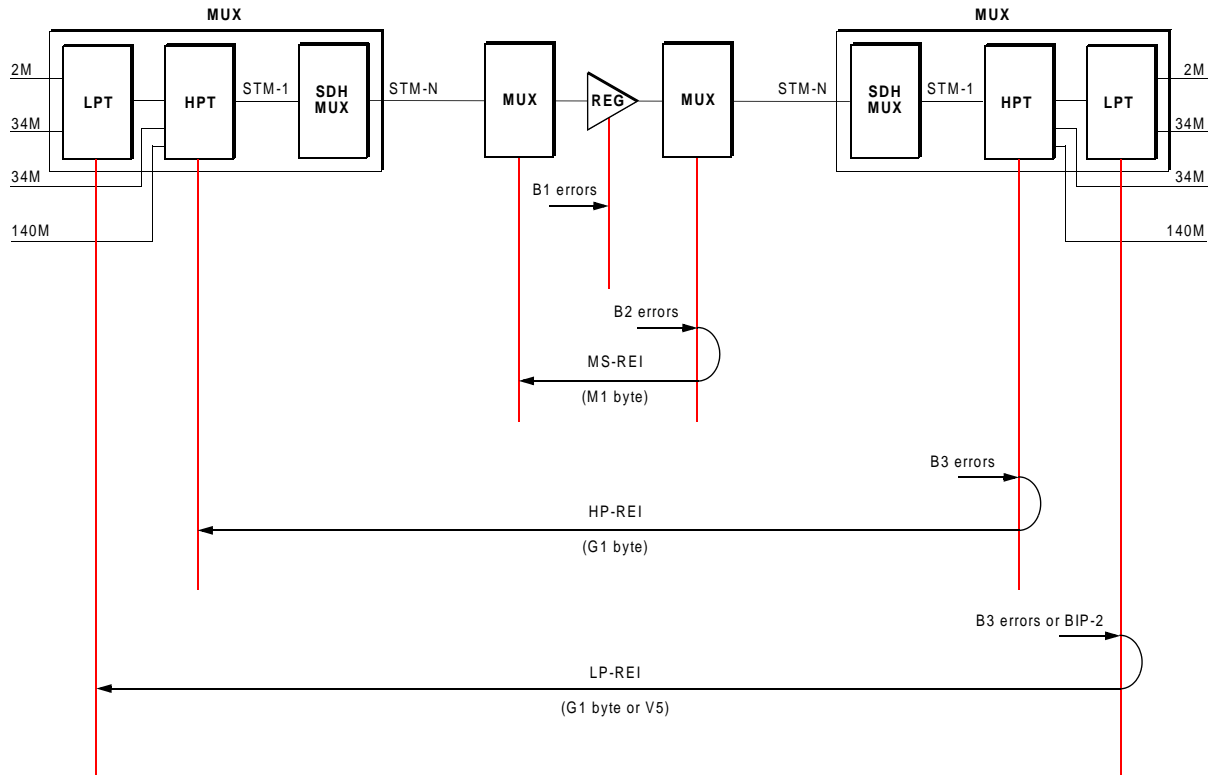 MUX
MUX
2M
LPT
HPT
STM-1
SDH
MUX
STM-N
MUX
REG
MUX
STM-N
SDH
MUX
STM-1
HPT
LPT
2M
34M
34M
34M
34M
140M
140M
B1 errors
B2 errors
MS-REI
(M1 byte)
B3 errors
HP-REI
(G1 byte)
B3 errors or BIP-2
LP-REI
(G1 byte or V5)